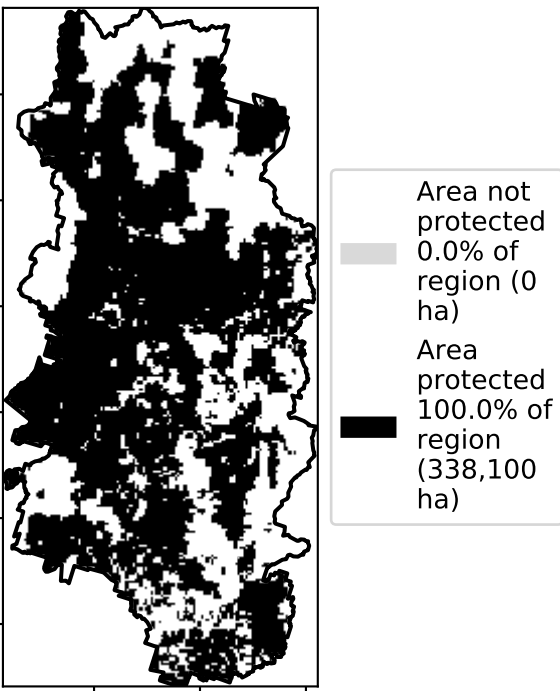 Area not
protected
0.0% of
region (0
ha)
Area
protected
100.0% of
region
(338,100
ha)